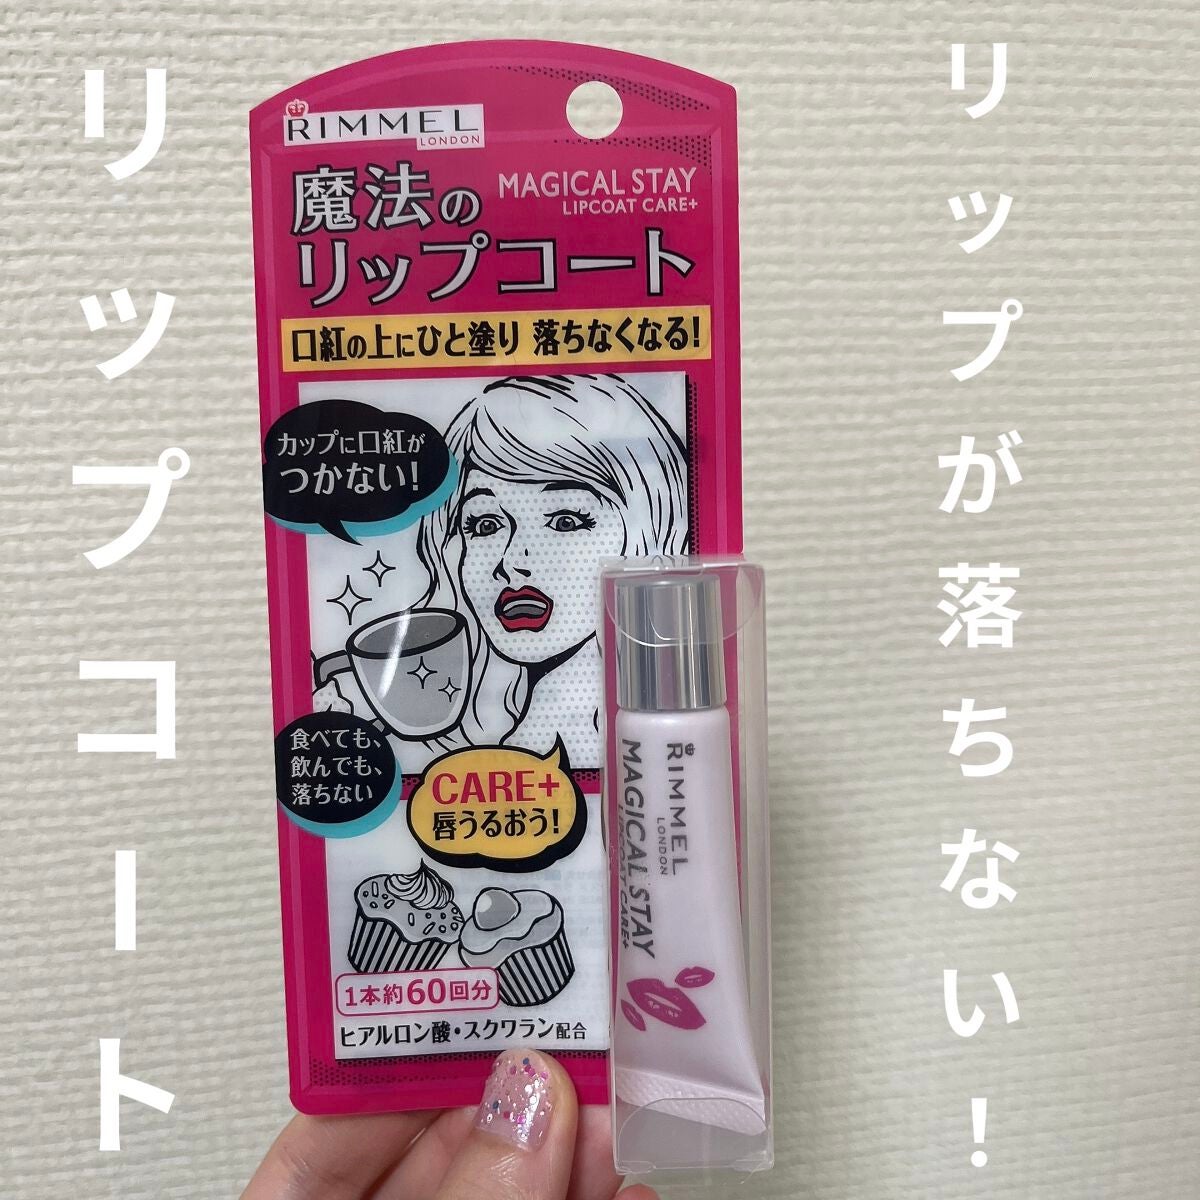 リップが落ちない!
リップコート
RIMMEL
LONDON
魔法の
リップコート
MAGICAL STAY
LIPCOAT CARE+
口紅の上にひと塗り 落ちなくなる!
カップに口紅が
つかない!
食べても、
飲んでも、
落ちない
CARE+
唇うるおう!
1本約60回分
ヒアルロン酸・スクワラン配合
RIMMEL
LONDON
MAGICAL STAY
LIPCOAT CARE+